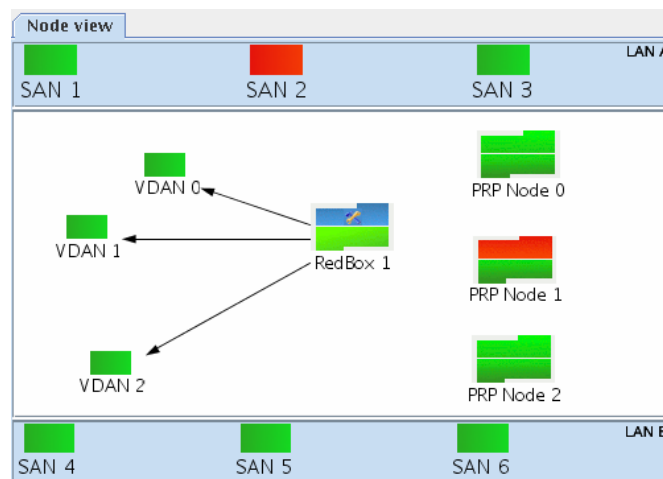 Node view
LAN A
SAN 1
SAN 2
SAN 3
VDAN 0
PRP Node 0
VDAN 1
RedBox 1
PRP Node 1
VDAN 2
PRP Node 2
LAN
SAN 4
SAN 5
SAN 6